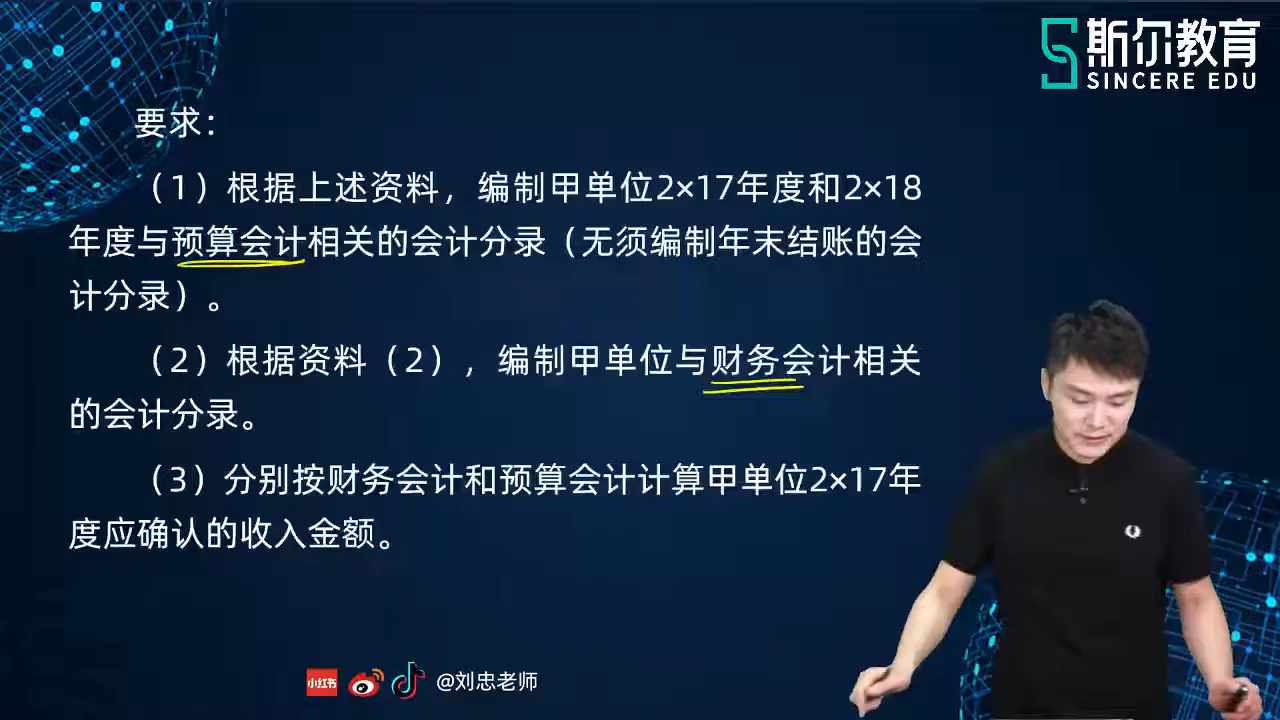 斯尔教育
SINCERE EDU
要求：
（1）根据上述资料，编制甲单位2×17年度和2×18
年度与预算会计相关的会计分录（无须编制年末结账的会
计分录）。
（2）根据资料（2），编制甲单位与财务会计相关
的会计分录。
（3）分别按财务会计和预算会计计算甲单位2×17年
度应确认的收入金额。
小红书 @刘忠老师